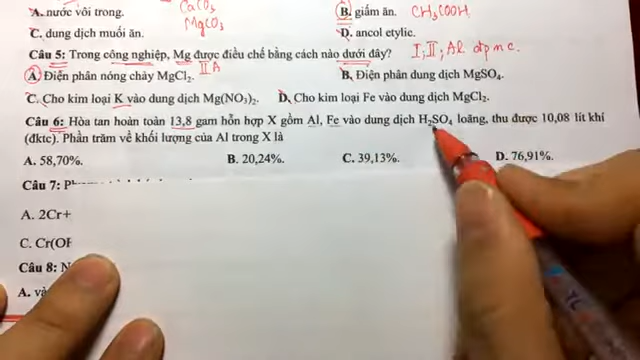 CaCO₃
A. nước vôi trong. B. giấm ăn. CH₃COOH
MgCO₃
C. dung dịch muối ăn. D. ancol etylic.
I, II, Al đpnc.
Câu 5: Trong công nghiệp, Mg được điều chế bằng cách nào dưới đây?
IIA
A. Điện phân nóng chảy MgCl₂. B. Điện phân dung dịch MgSO₄.
C. Cho kim loại K vào dung dịch Mg(NO₃)₂. D. Cho kim loại Fe vào dung dịch MgCl₂.
Câu 6: Hòa tan hoàn toàn 13,8 gam hỗn hợp X gồm Al, Fe vào dung dịch H₂SO₄ loãng, thu được 10,08 lít khí
(đktc). Phần trăm về khối lượng của Al trong X là
A. 58,70%. B. 20,24%. C. 39,13%. D. 76,91%.
Câu 7:
A. 2Cr+
C.
Câu 8:
A.